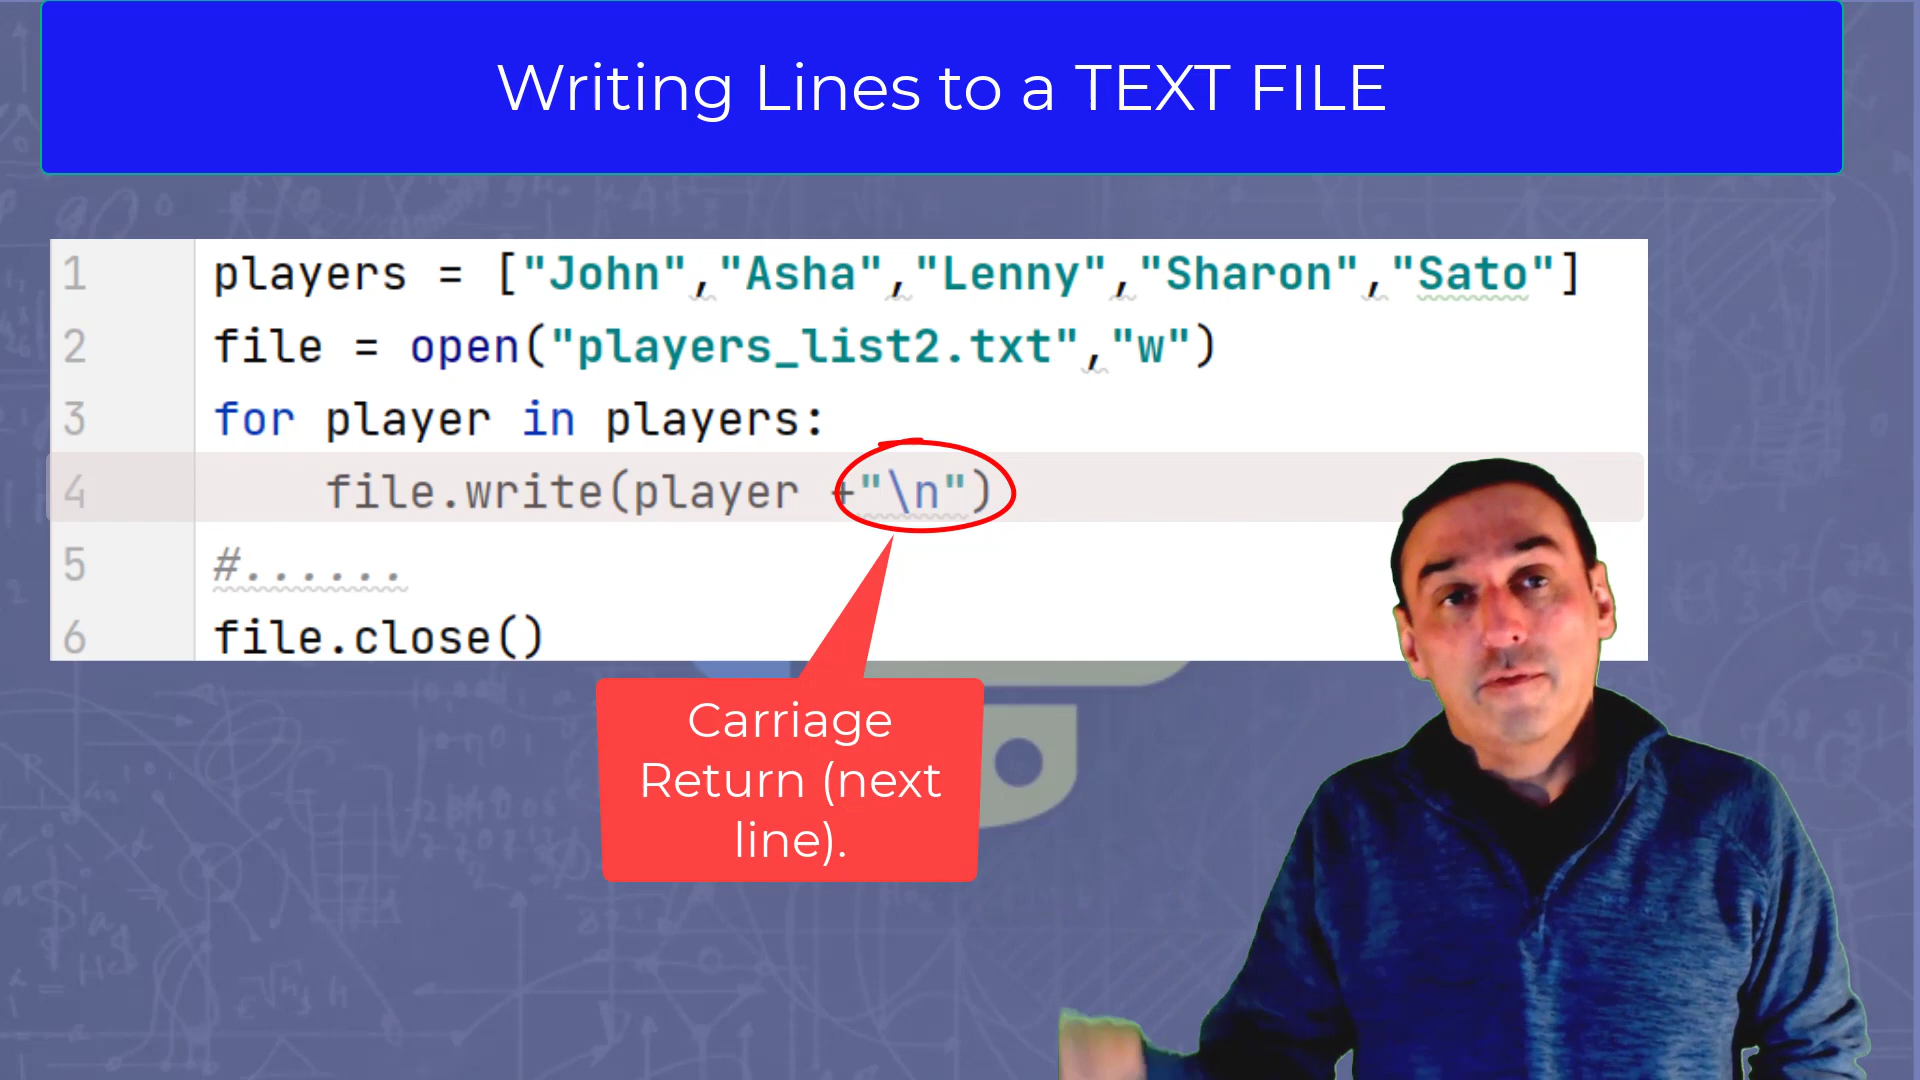 Writing Lines to a TEXT FILE
1 players = ["John","Asha","Lenny","Sharon","Sato"]
2 file = open("players_list2.txt","w")
3 for player in players:
4 file.write(player +"\n")
5 #......
6 file.close()
Carriage
Return (next
line).